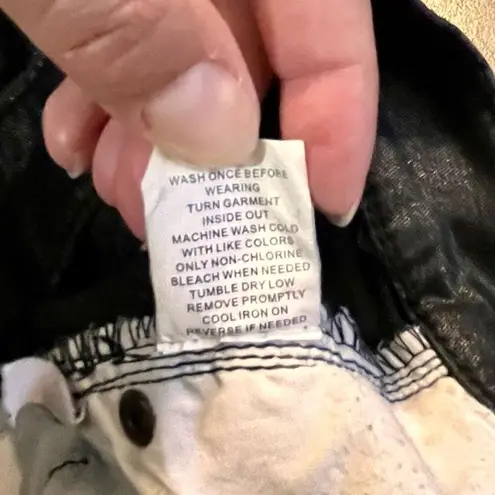 WASH ONCE BEFORE
WEARING
TURN GARMENT
INSIDE OUT
MACHINE WASH COLD
WITH LIKE COLORS
ONLY NON-CHLORINE
BLEACH WHEN NEEDED
TUMBLE DRY LOW
REMOVE PROMPTLY
COOL IRON ON
REVERSE IF NEEDED